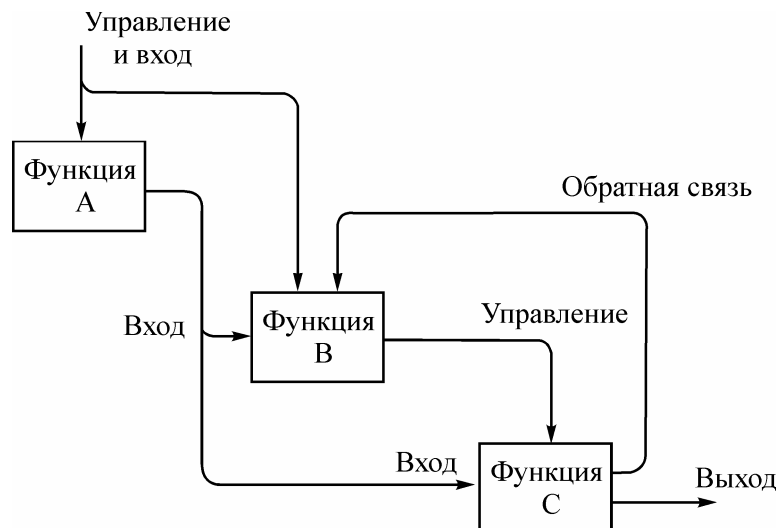 Управление
и вход
Функция
А
Обратная связь
Вход
Функция
В
Управление
Вход
Функция
С
Выход